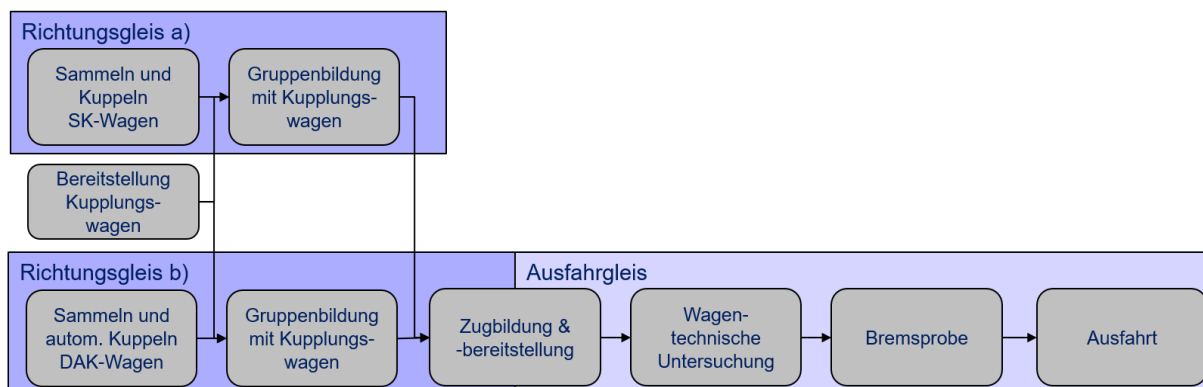 Richtungsgleis a)
Sammeln und
Kuppeln
SK-Wagen
Gruppenbildung
mit Kupplungs-
wagen
Bereitstellung
Kupplungs-
wagen
Richtungsgleis b)
Sammeln und
autom. Kuppeln
DAK-Wagen
Gruppenbildung
mit Kupplungs-
wagen
Ausfahrgleis
Zugbildung &
-bereitstellung
Wagen-
technische
Untersuchung
Bremsprobe
Ausfahrt